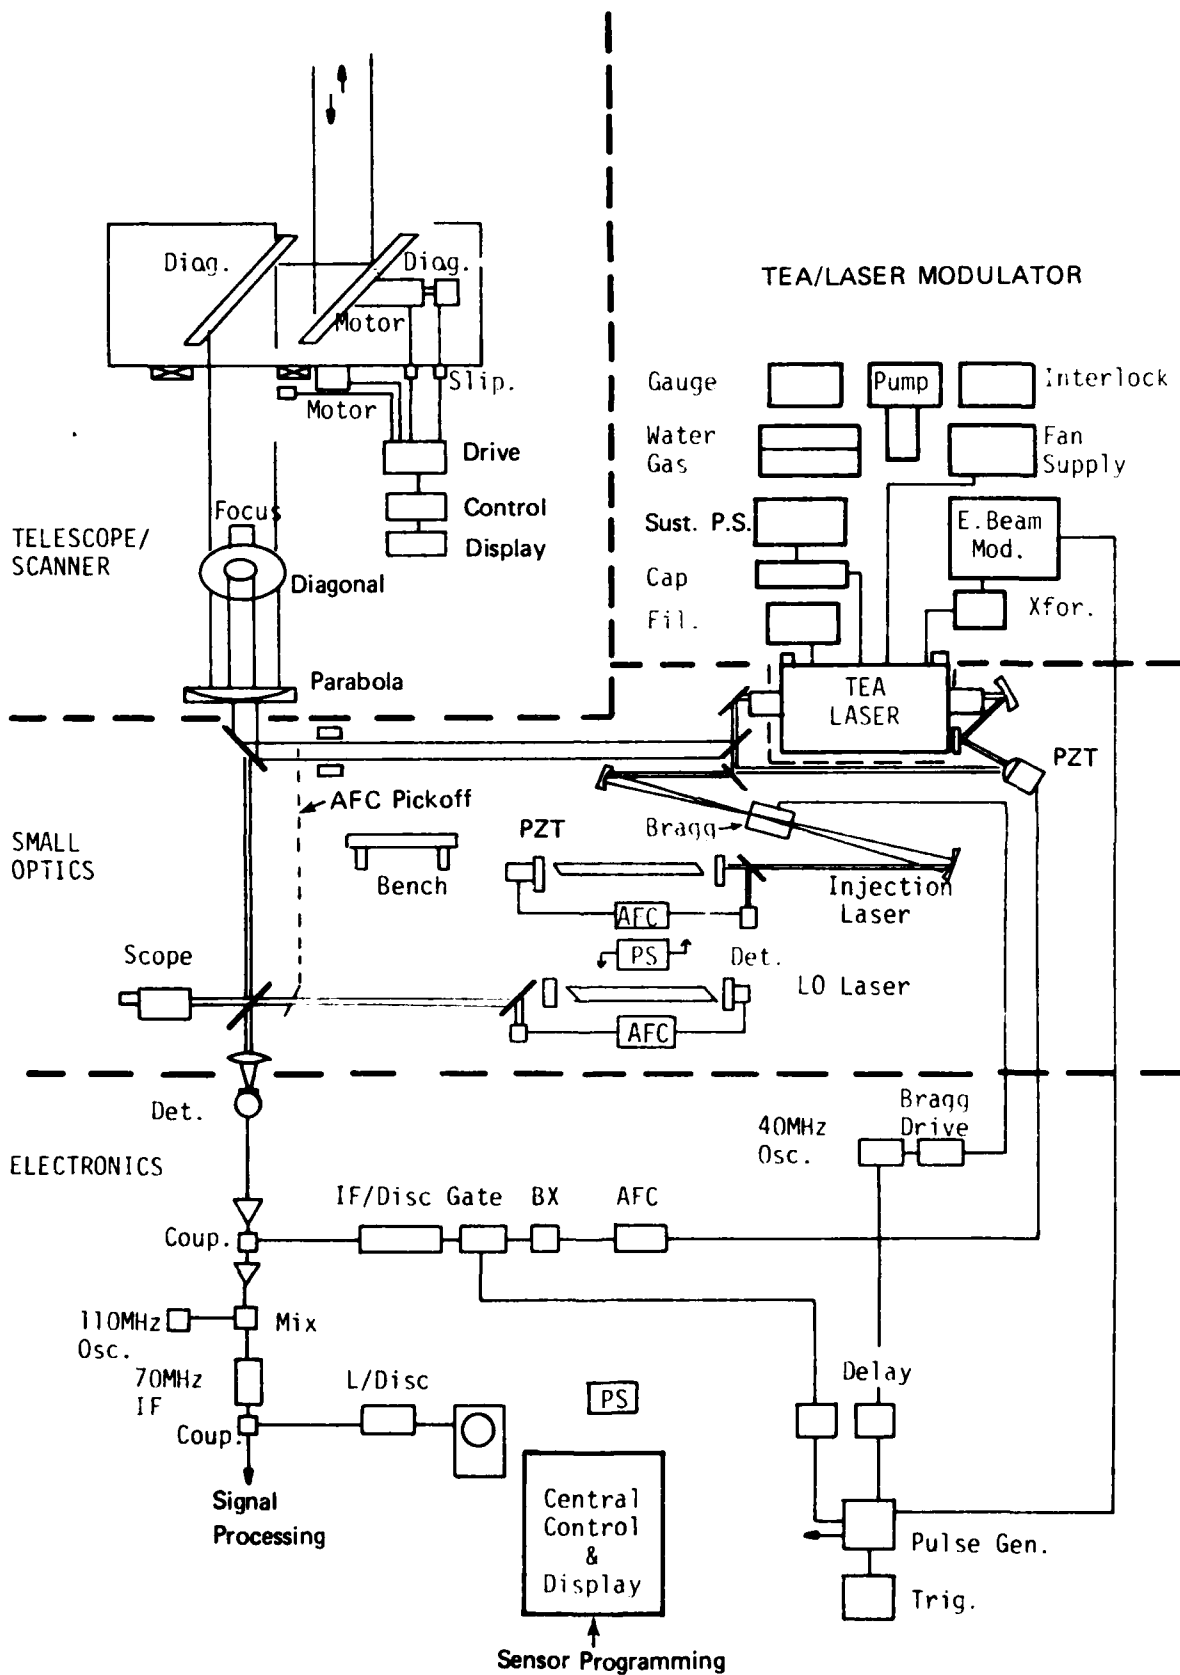 Diag.
Diag.
Motor
Slip.
Motor
Drive
Control
Display
Focus
TELESCOPE/
SCANNER
Diagonal
Parabola
TEA/LASER MODULATOR
Gauge
Pump
Interlock
Water
Gas
Fan
Supply
Sust. P.S.
E.Beam
Mod.
Cap
Fil.
Xfor.
TEA
LASER
PZT
AFC Pickoff
SMALL
OPTICS
Bench
PZT
Bragg
Injection
Laser
AFC
PS
Det.
Scope
LO Laser
AFC
Det.
ELECTRONICS
40MHz
Osc.
Bragg
Drive
IF/Disc
Gate
BX
AFC
Coup.
110MHz
Osc.
Mix
70MHz
IF
L/Disc
Coup.
PS
Delay
Signal
Processing
Central
Control
&
Display
Pulse Gen.
Trig.
Sensor Programming